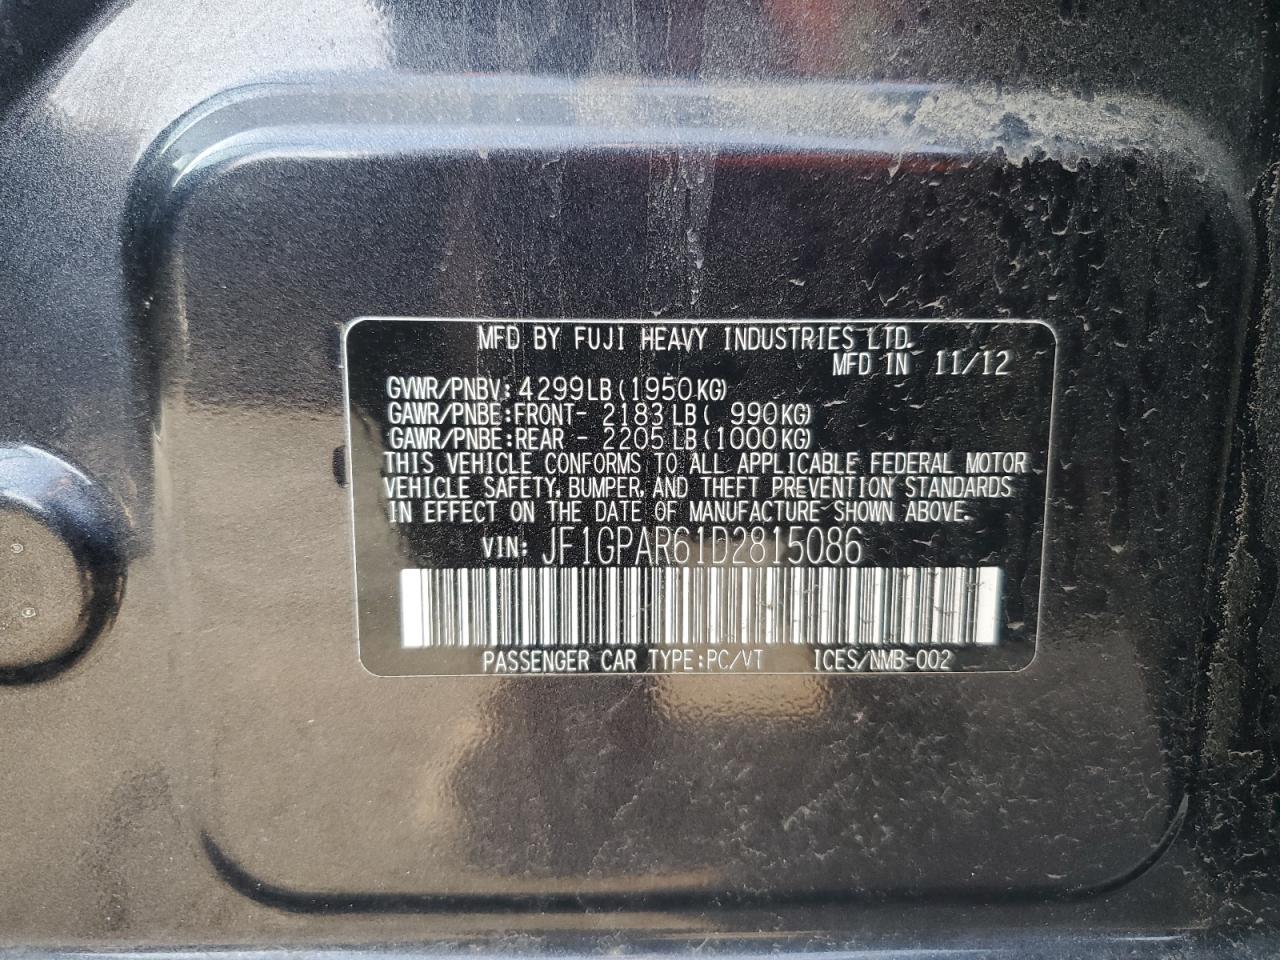 MFD BY FUJI HEAVY INDUSTRIES LTD.
MFD IN 11/12
GVWR/PNBV: 4299LB (1950KG)
GAWR/PNBE: FRONT- 2183 LB ( 990KG)
GAWR/PNBE: REAR - 2205 LB (1000KG)
THIS VEHICLE CONFORMS TO ALL APPLICABLE FEDERAL MOTOR
VEHICLE SAFETY, BUMPER, AND THEFT PREVENTION STANDARDS
IN EFFECT ON THE DATE OF MANUFACTURE SHOWN ABOVE.
VIN: JF1GPAR61D2815086
PASSENGER CAR TYPE: PC/VT ICES/NMB-002